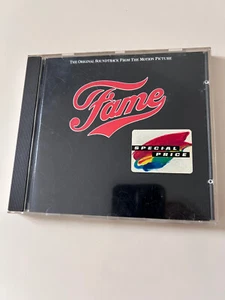 THE ORIGINAL SOUNDTRACK FROM THE MOTION PICTURE
Fame
SPECIAL
PRICE